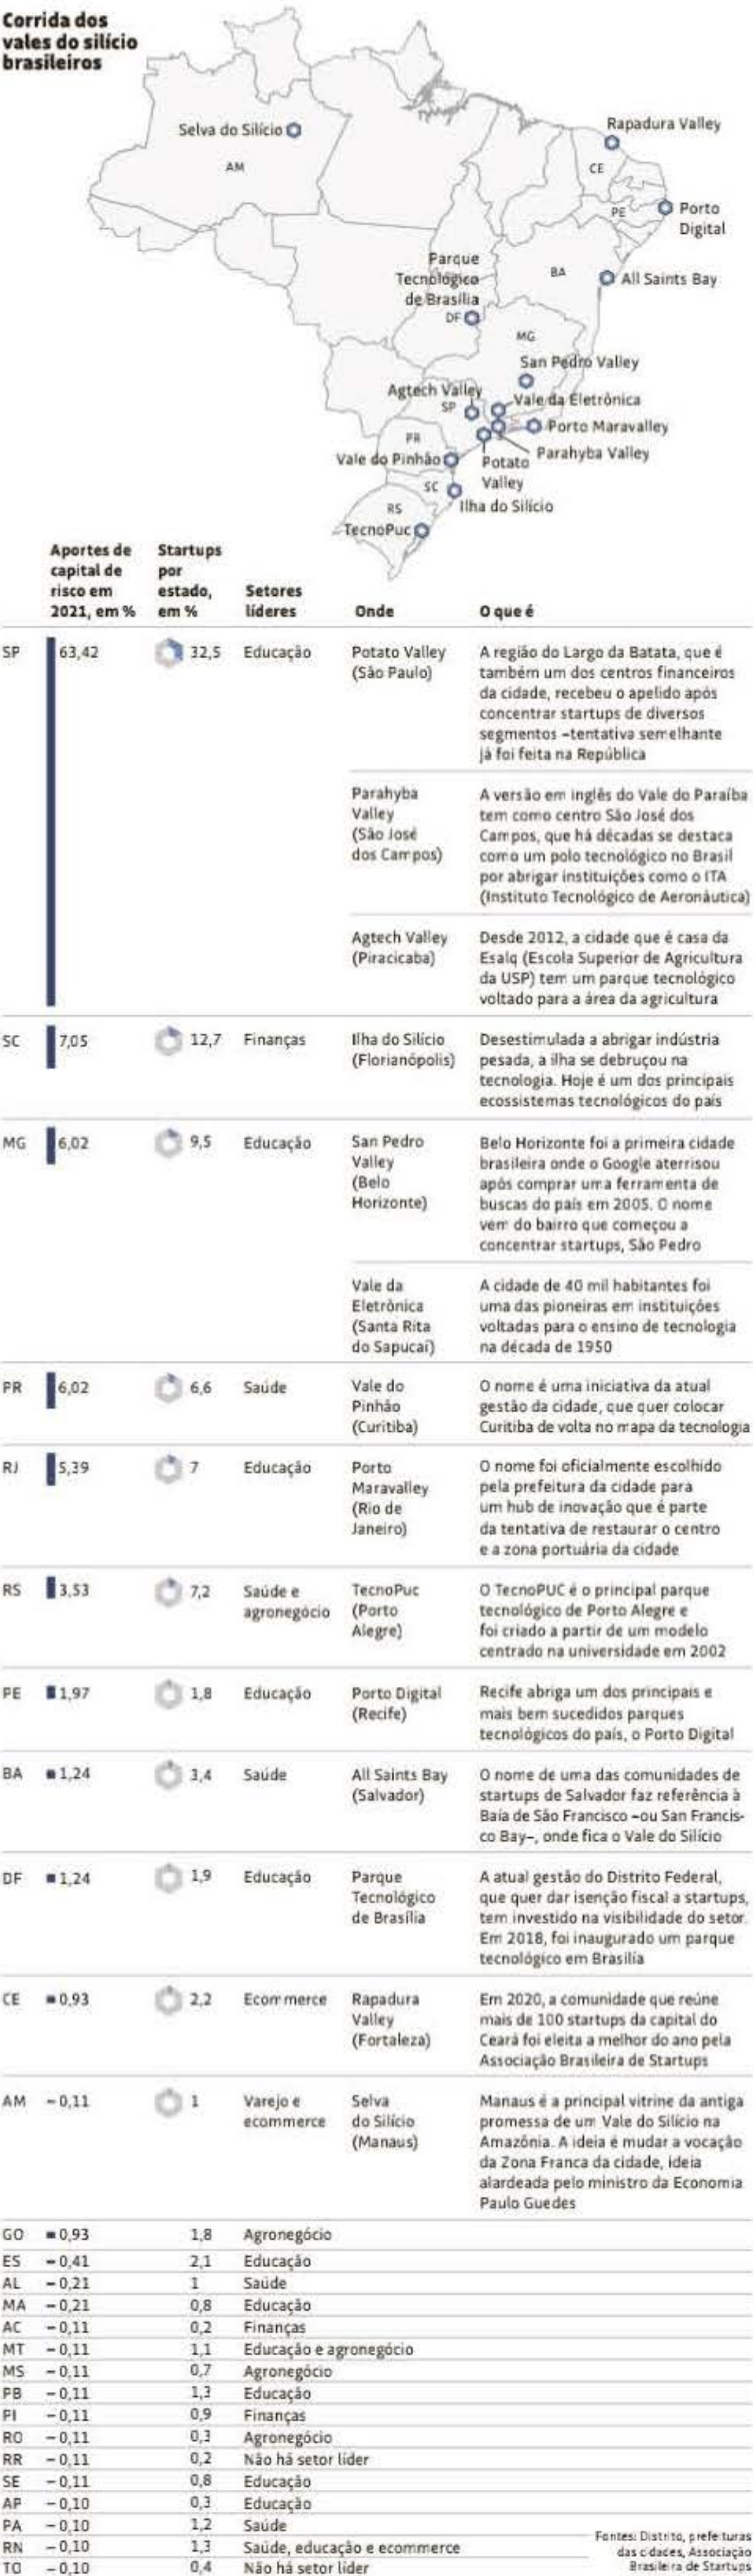 Corrida dos
vales do silício
brasileiros
Selva do Silício
AM
Rapadura Valley
CE
PE
Porto
Digital
Parque
Tecnológico
de Brasília
DF
BA
All Saints Bay
MG
San Pedro Valley
Agtech Valley
SP
Vale da Eletrônica
Porto Maravalley
PR
Parahyba Valley
Vale do Pinhão
Potato
Valley
SC
Ilha do Silício
RS
TecnoPuc
Aportes de
capital de
risco em
2021, em %
Startups
por
estado,
em %
Setores
líderes
Onde
O que é
SP 63,42 32,5 Educação
Potato Valley
(São Paulo)
A região do Largo da Batata, que é
também um dos centros financeiros
da cidade, recebeu o apelido após
concentrar startups de diversos
segmentos –tentativa semelhante
já foi feita na República
Parahyba
Valley
(São José
dos Campos)
A versão em inglês do Vale do Paraíba
tem como centro São José dos
Campos, que há décadas se destaca
como um polo tecnológico no Brasil
por abrigar instituições como o ITA
(Instituto Tecnológico de Aeronáutica)
Agtech Valley
(Piracicaba)
Desde 2012, a cidade que é casa da
Esalq (Escola Superior de Agricultura
da USP) tem um parque tecnológico
voltado para a área da agricultura
SC 7,05 12,7 Finanças
Ilha do Silício
(Florianópolis)
Desestimulada a abrigar indústria
pesada, a ilha se debruçou na
tecnologia. Hoje é um dos principais
ecossistemas tecnológicos do país
MG 6,02 9,5 Educação
San Pedro
Valley
(Belo
Horizonte)
Belo Horizonte foi a primeira cidade
brasileira onde o Google aterrisou
após comprar uma ferramenta de
buscas do país em 2005. O nome
vem do bairro que começou a
concentrar startups, São Pedro
Vale da
Eletrônica
(Santa Rita
do Sapucaí)
A cidade de 40 mil habitantes foi
uma das pioneiras em instituições
voltadas para o ensino de tecnologia
na década de 1950
PR 6,02 6,6 Saúde
Vale do
Pinhão
(Curitiba)
O nome é uma iniciativa da atual
gestão da cidade, que quer colocar
Curitiba de volta no mapa da tecnologia
RJ 5,39 7 Educação
Porto
Maravalley
(Rio de
Janeiro)
O nome foi oficialmente escolhido
pela prefeitura da cidade para
um hub de inovação que é parte
da tentativa de restaurar o centro
e a zona portuária da cidade
RS 3,53 7,2 Saúde e
agronegócio
TecnoPuc
(Porto
Alegre)
O TecnoPUC é o principal parque
tecnológico de Porto Alegre e
foi criado a partir de um modelo
centrado na universidade em 2002
PE 1,97 1,8 Educação
Porto Digital
(Recife)
Recife abriga um dos principais e
mais bem sucedidos parques
tecnológicos do país, o Porto Digital
BA 1,24 3,4 Saúde
All Saints Bay
(Salvador)
O nome de uma das comunidades de
startups de Salvador faz referência à
Baía de São Francisco –ou San Francis-
co Bay–, onde fica o Vale do Silício
DF 1,24 1,9 Educação
Parque
Tecnológico
de Brasília
A atual gestão do Distrito Federal,
que quer dar isenção fiscal a startups,
tem investido na visibilidade do setor.
Em 2018, foi inaugurado um parque
tecnológico em Brasília
CE 0,93 2,2 Ecommerce
Rapadura
Valley
(Fortaleza)
Em 2020, a comunidade que reúne
mais de 100 startups da capital do
Ceará foi eleita a melhor do ano pela
Associação Brasileira de Startups
AM 0,11 1 Varejo e
ecommerce
Selva
do Silício
(Manaus)
Manaus é a principal vitrine da antiga
promessa de um Vale do Silício na
Amazônia. A ideia é mudar a vocação
da Zona Franca da cidade, ideia
alardeada pelo ministro da Economia
Paulo Guedes
GO 0,93 1,8 Agronegócio
ES 0,41 2,1 Educação
AL 0,21 1 Saúde
MA 0,21 0,8 Educação
AC 0,11 0,2 Finanças
MT 0,11 1,1 Educação e agronegócio
MS 0,11 0,7 Agronegócio
PB 0,11 1,3 Educação
PI 0,11 0,9 Finanças
RO 0,11 0,3 Agronegócio
RR 0,11 0,2 Não há setor líder
SE 0,11 0,8 Educação
AP 0,10 0,3 Educação
PA 0,10 1,2 Saúde
RN 0,10 1,3 Saúde, educação e ecommerce
TO 0,10 0,4 Não há setor líder
Fontes: Distrito, prefeituras
das cidades, Associação
Brasileira de Startups